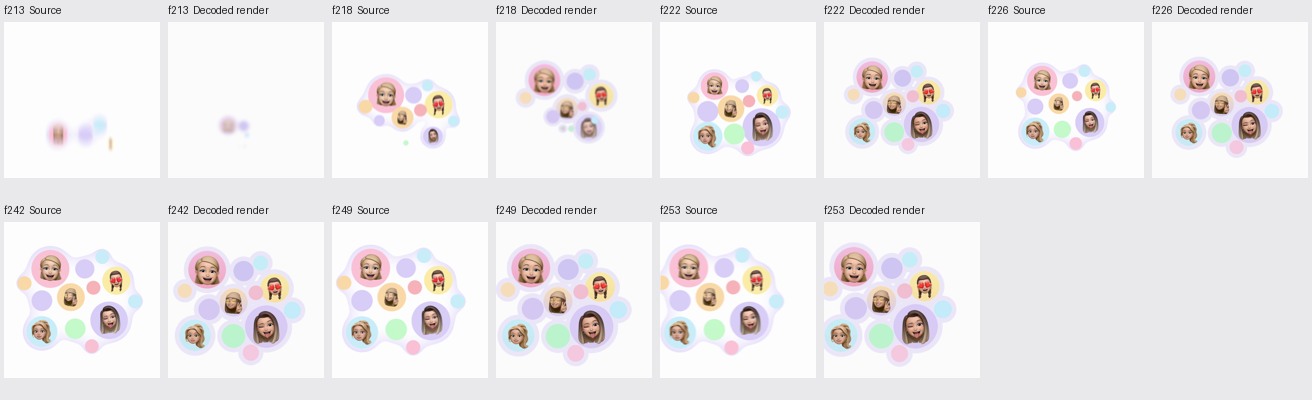 f213 Source
f213 Decoded render
f218 Source
f218 Decoded render
f222 Source
f222 Decoded render
f226 Source
f226 Decoded render
f242 Source
f242 Decoded render
f249 Source
f249 Decoded render
f253 Source
f253 Decoded render